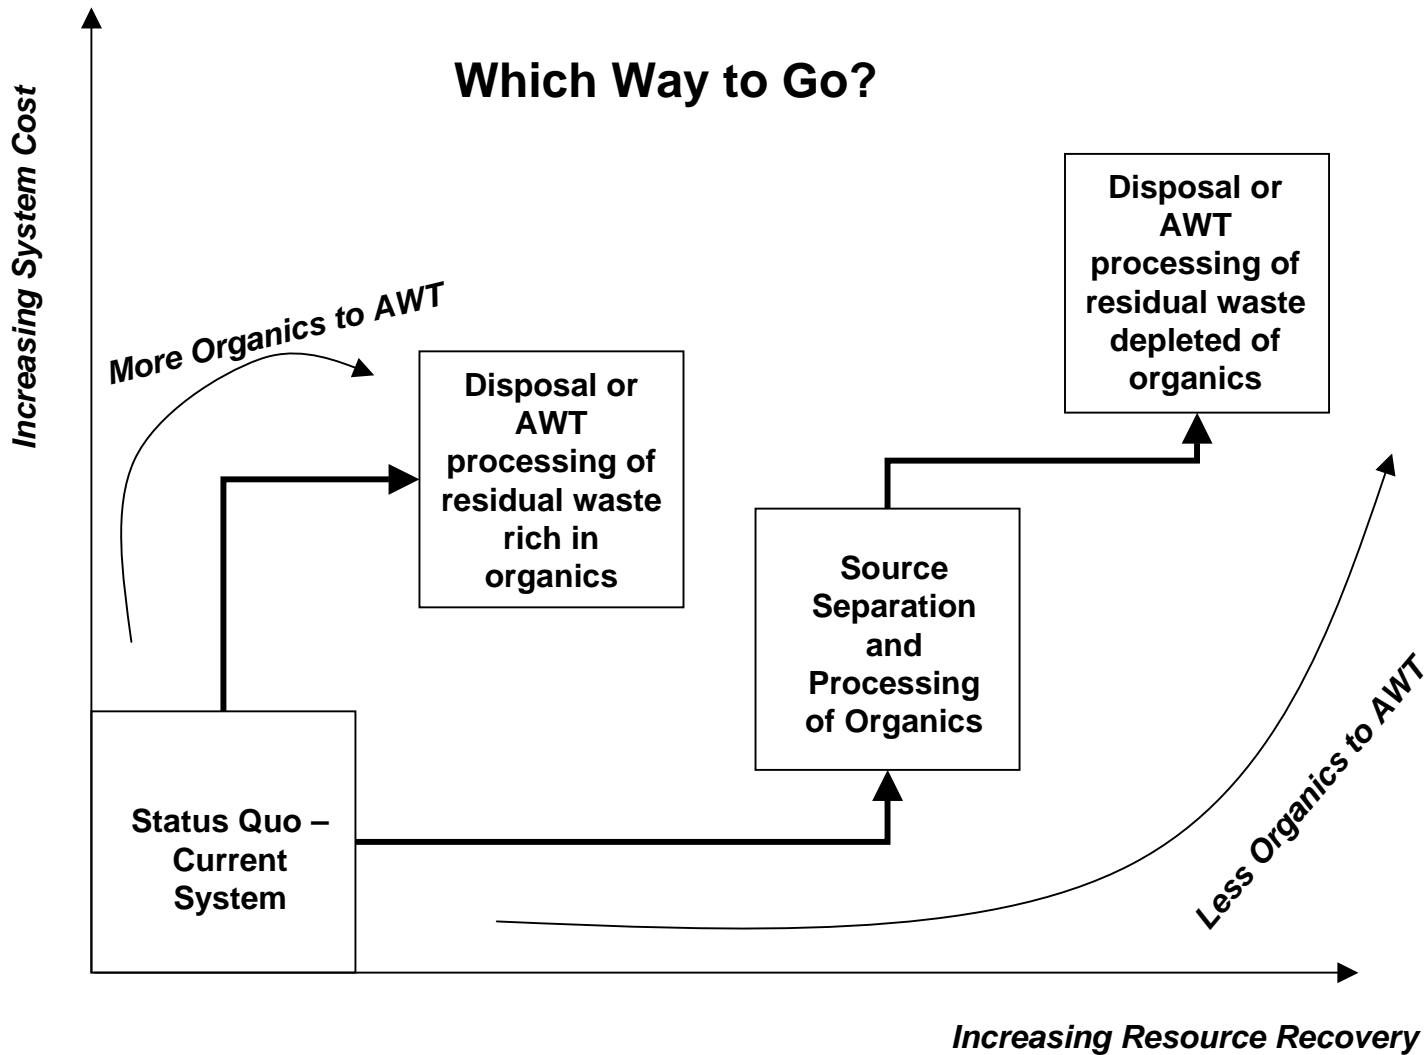 Which Way to Go?
Increasing System Cost
Disposal or
AWT
processing of
residual waste
depleted of
organics
More Organics to AWT
Disposal or
AWT
processing of
residual waste
rich in
organics
Source
Separation
and
Processing
of Organics
Status Quo –
Current
System
Less Organics to AWT
Increasing Resource Recovery